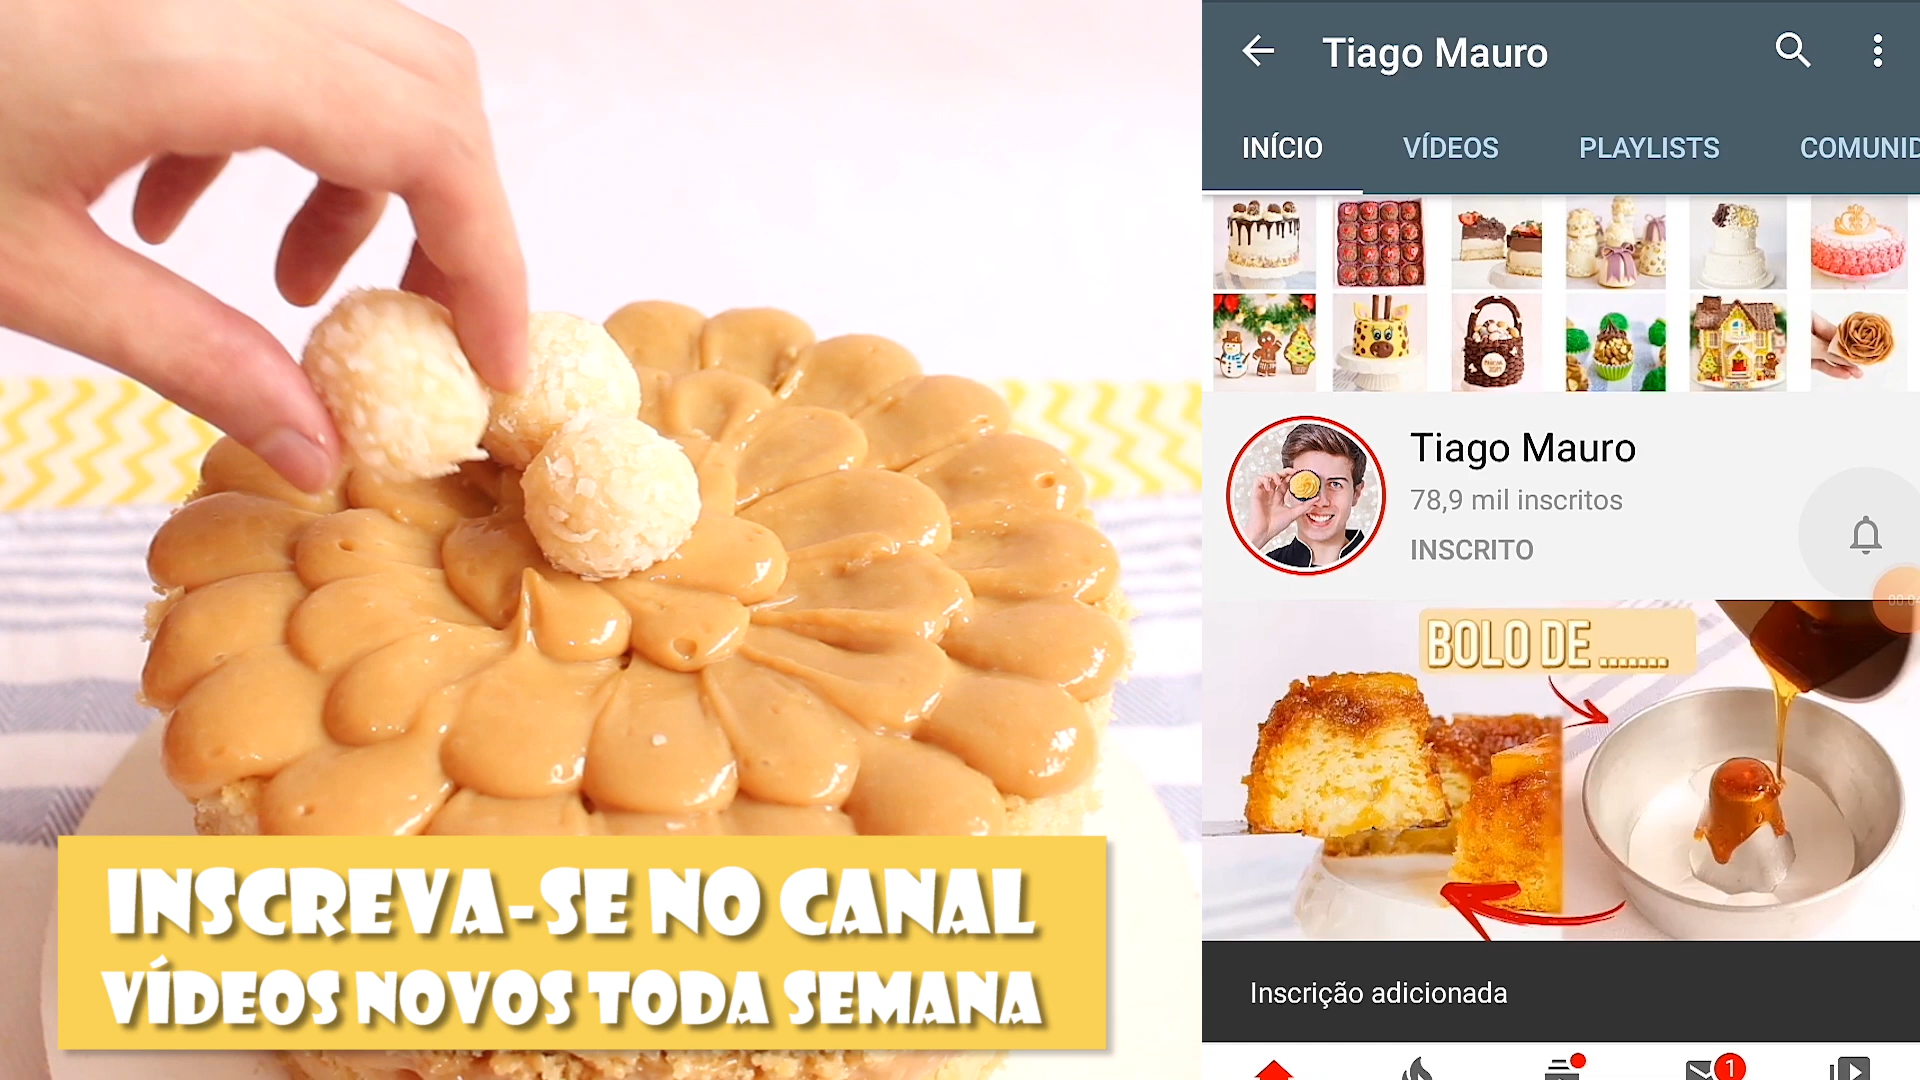 INSCREVA-SE NO CANAL
VÍDEOS NOVOS TODA SEMANA
Tiago Mauro
INÍCIO VÍDEOS PLAYLISTS COMUNID
Tiago Mauro
78,9 mil inscritos
INSCRITO
BOLO DE .......
Inscrição adicionada
1